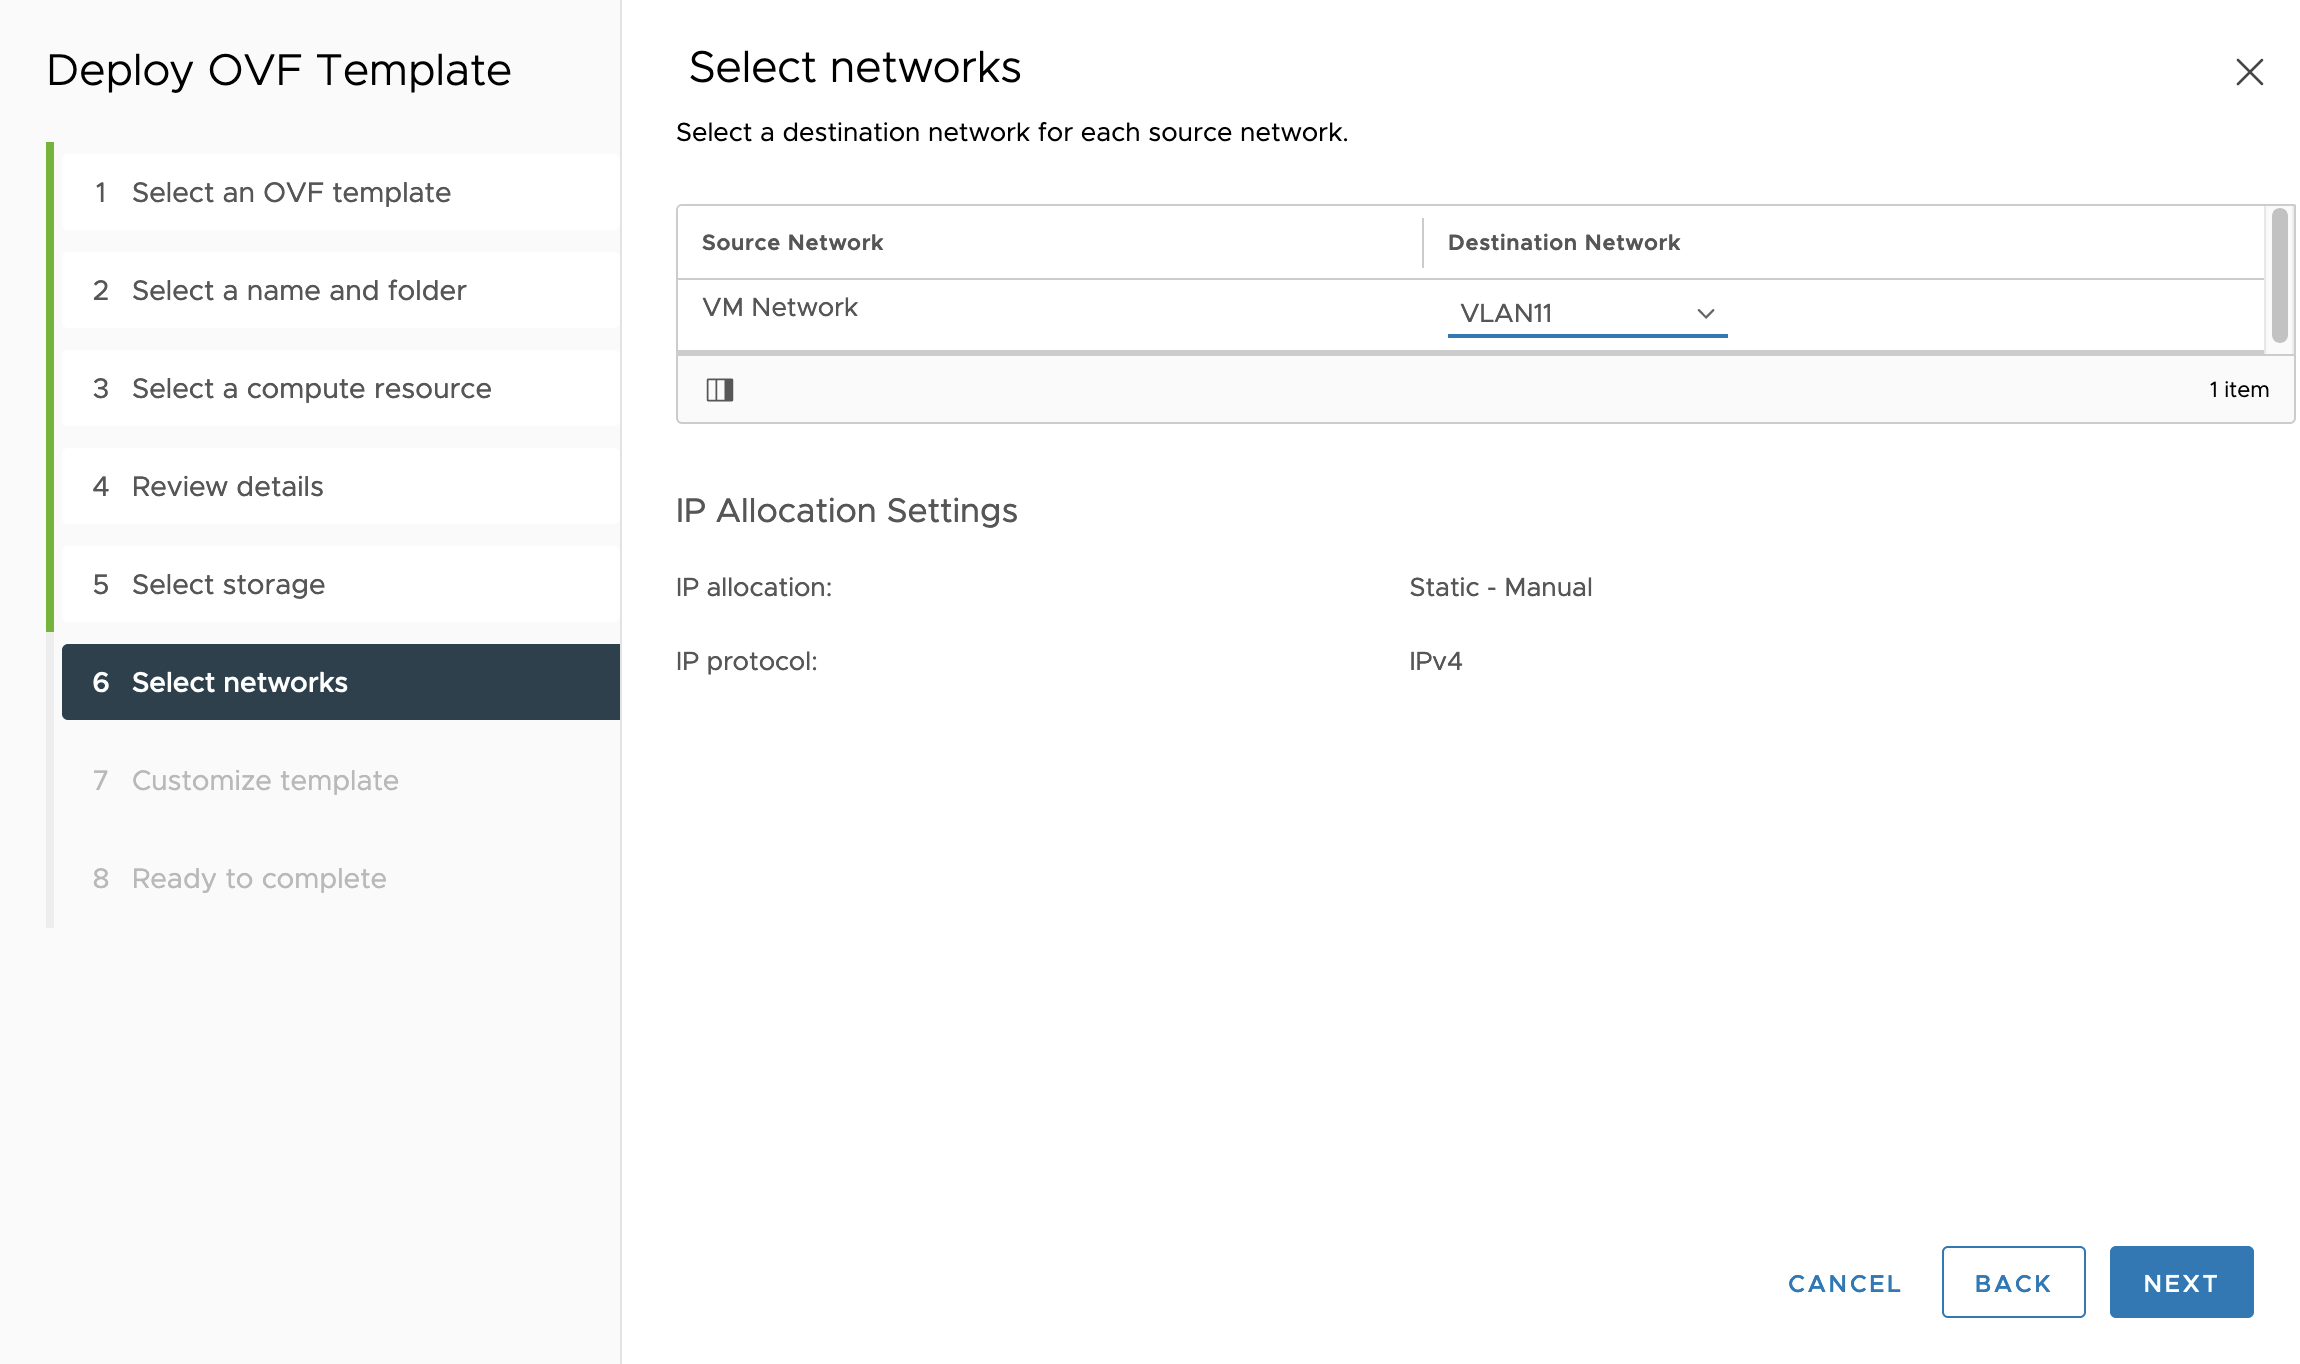 Deploy OVF Template
1 Select an OVF template
2 Select a name and folder
3 Select a compute resource
4 Review details
5 Select storage
6 Select networks
7 Customize template
8 Ready to complete
Select networks
Select a destination network for each source network.
Source Network Destination Network
VM Network VLAN11
1 item
IP Allocation Settings
IP allocation: Static - Manual
IP protocol: IPv4
CANCEL BACK NEXT